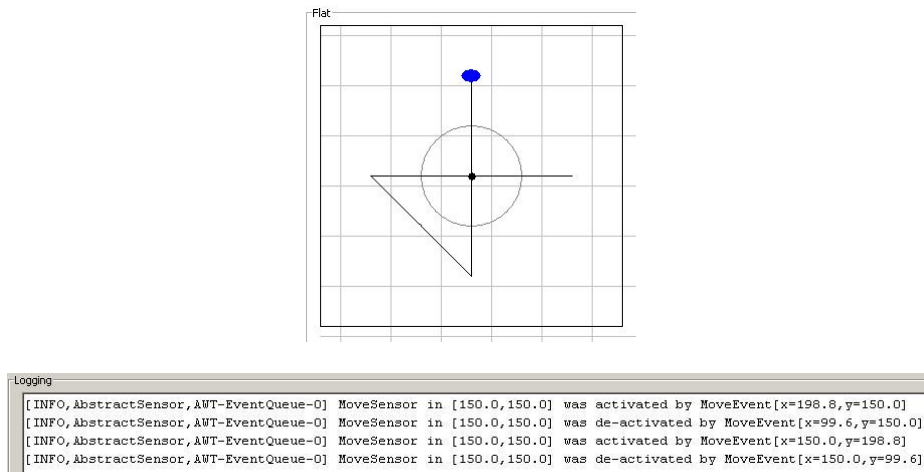 Flat
Logging
[INFO,AbstractSensor,AWT-EventQueue-0] MoveSensor in [150.0,150.0] was activated by MoveEvent[x=198.8,y=150.0]
[INFO,AbstractSensor,AWT-EventQueue-0] MoveSensor in [150.0,150.0] was de-activated by MoveEvent[x=99.6,y=150.0]
[INFO,AbstractSensor,AWT-EventQueue-0] MoveSensor in [150.0,150.0] was activated by MoveEvent[x=150.0,y=198.8]
[INFO,AbstractSensor,AWT-EventQueue-0] MoveSensor in [150.0,150.0] was de-activated by MoveEvent[x=150.0,y=99.6]